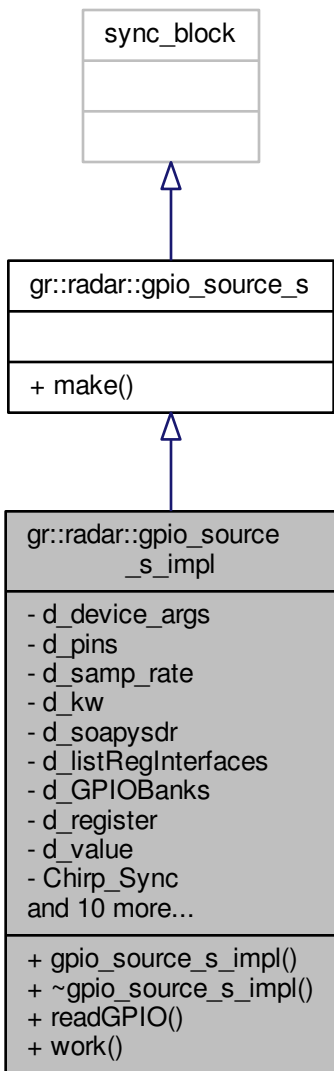 sync_block
gr::radar::gpio_source_s
+ make()
gr::radar::gpio_source
_s_impl
- d_device_args
- d_pins
- d_samp_rate
- d_kw
- d_soapysdr
- d_listRegInterfaces
- d_GPIOBanks
- d_register
- d_value
- Chirp_Sync
and 10 more...
+ gpio_source_s_impl()
+ ~gpio_source_s_impl()
+ readGPIO()
+ work()